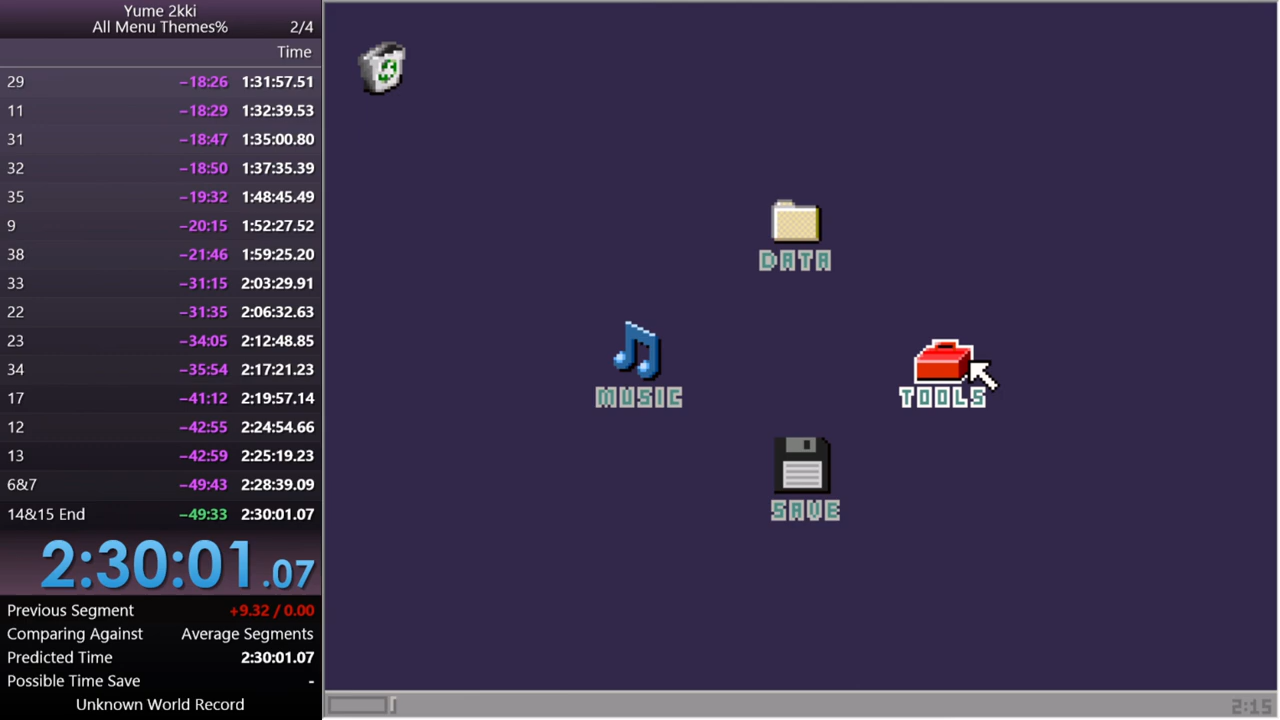 Yume 2kki
All Menu Themes% 2/4
Time
29 −18:26 1:31:57.51
11 −18:29 1:32:39.53
31 −18:47 1:35:00.80
32 −18:50 1:37:35.39
35 −19:32 1:48:45.49
9 −20:15 1:52:27.52
38 −21:46 1:59:25.20
33 −31:15 2:03:29.91
22 −31:35 2:06:32.63
23 −34:05 2:12:48.85
34 −35:54 2:17:21.23
17 −41:12 2:19:57.14
12 −42:55 2:24:54.66
13 −42:59 2:25:19.23
6&7 −49:43 2:28:39.09
14&15 End −49:33 2:30:01.07
2:30:01.07
Previous Segment +9.32 / 0.00
Comparing Against Average Segments
Predicted Time 2:30:01.07
Possible Time Save -
Unknown World Record
DATA
MUSIC
TOOLS
SAVE
2:15